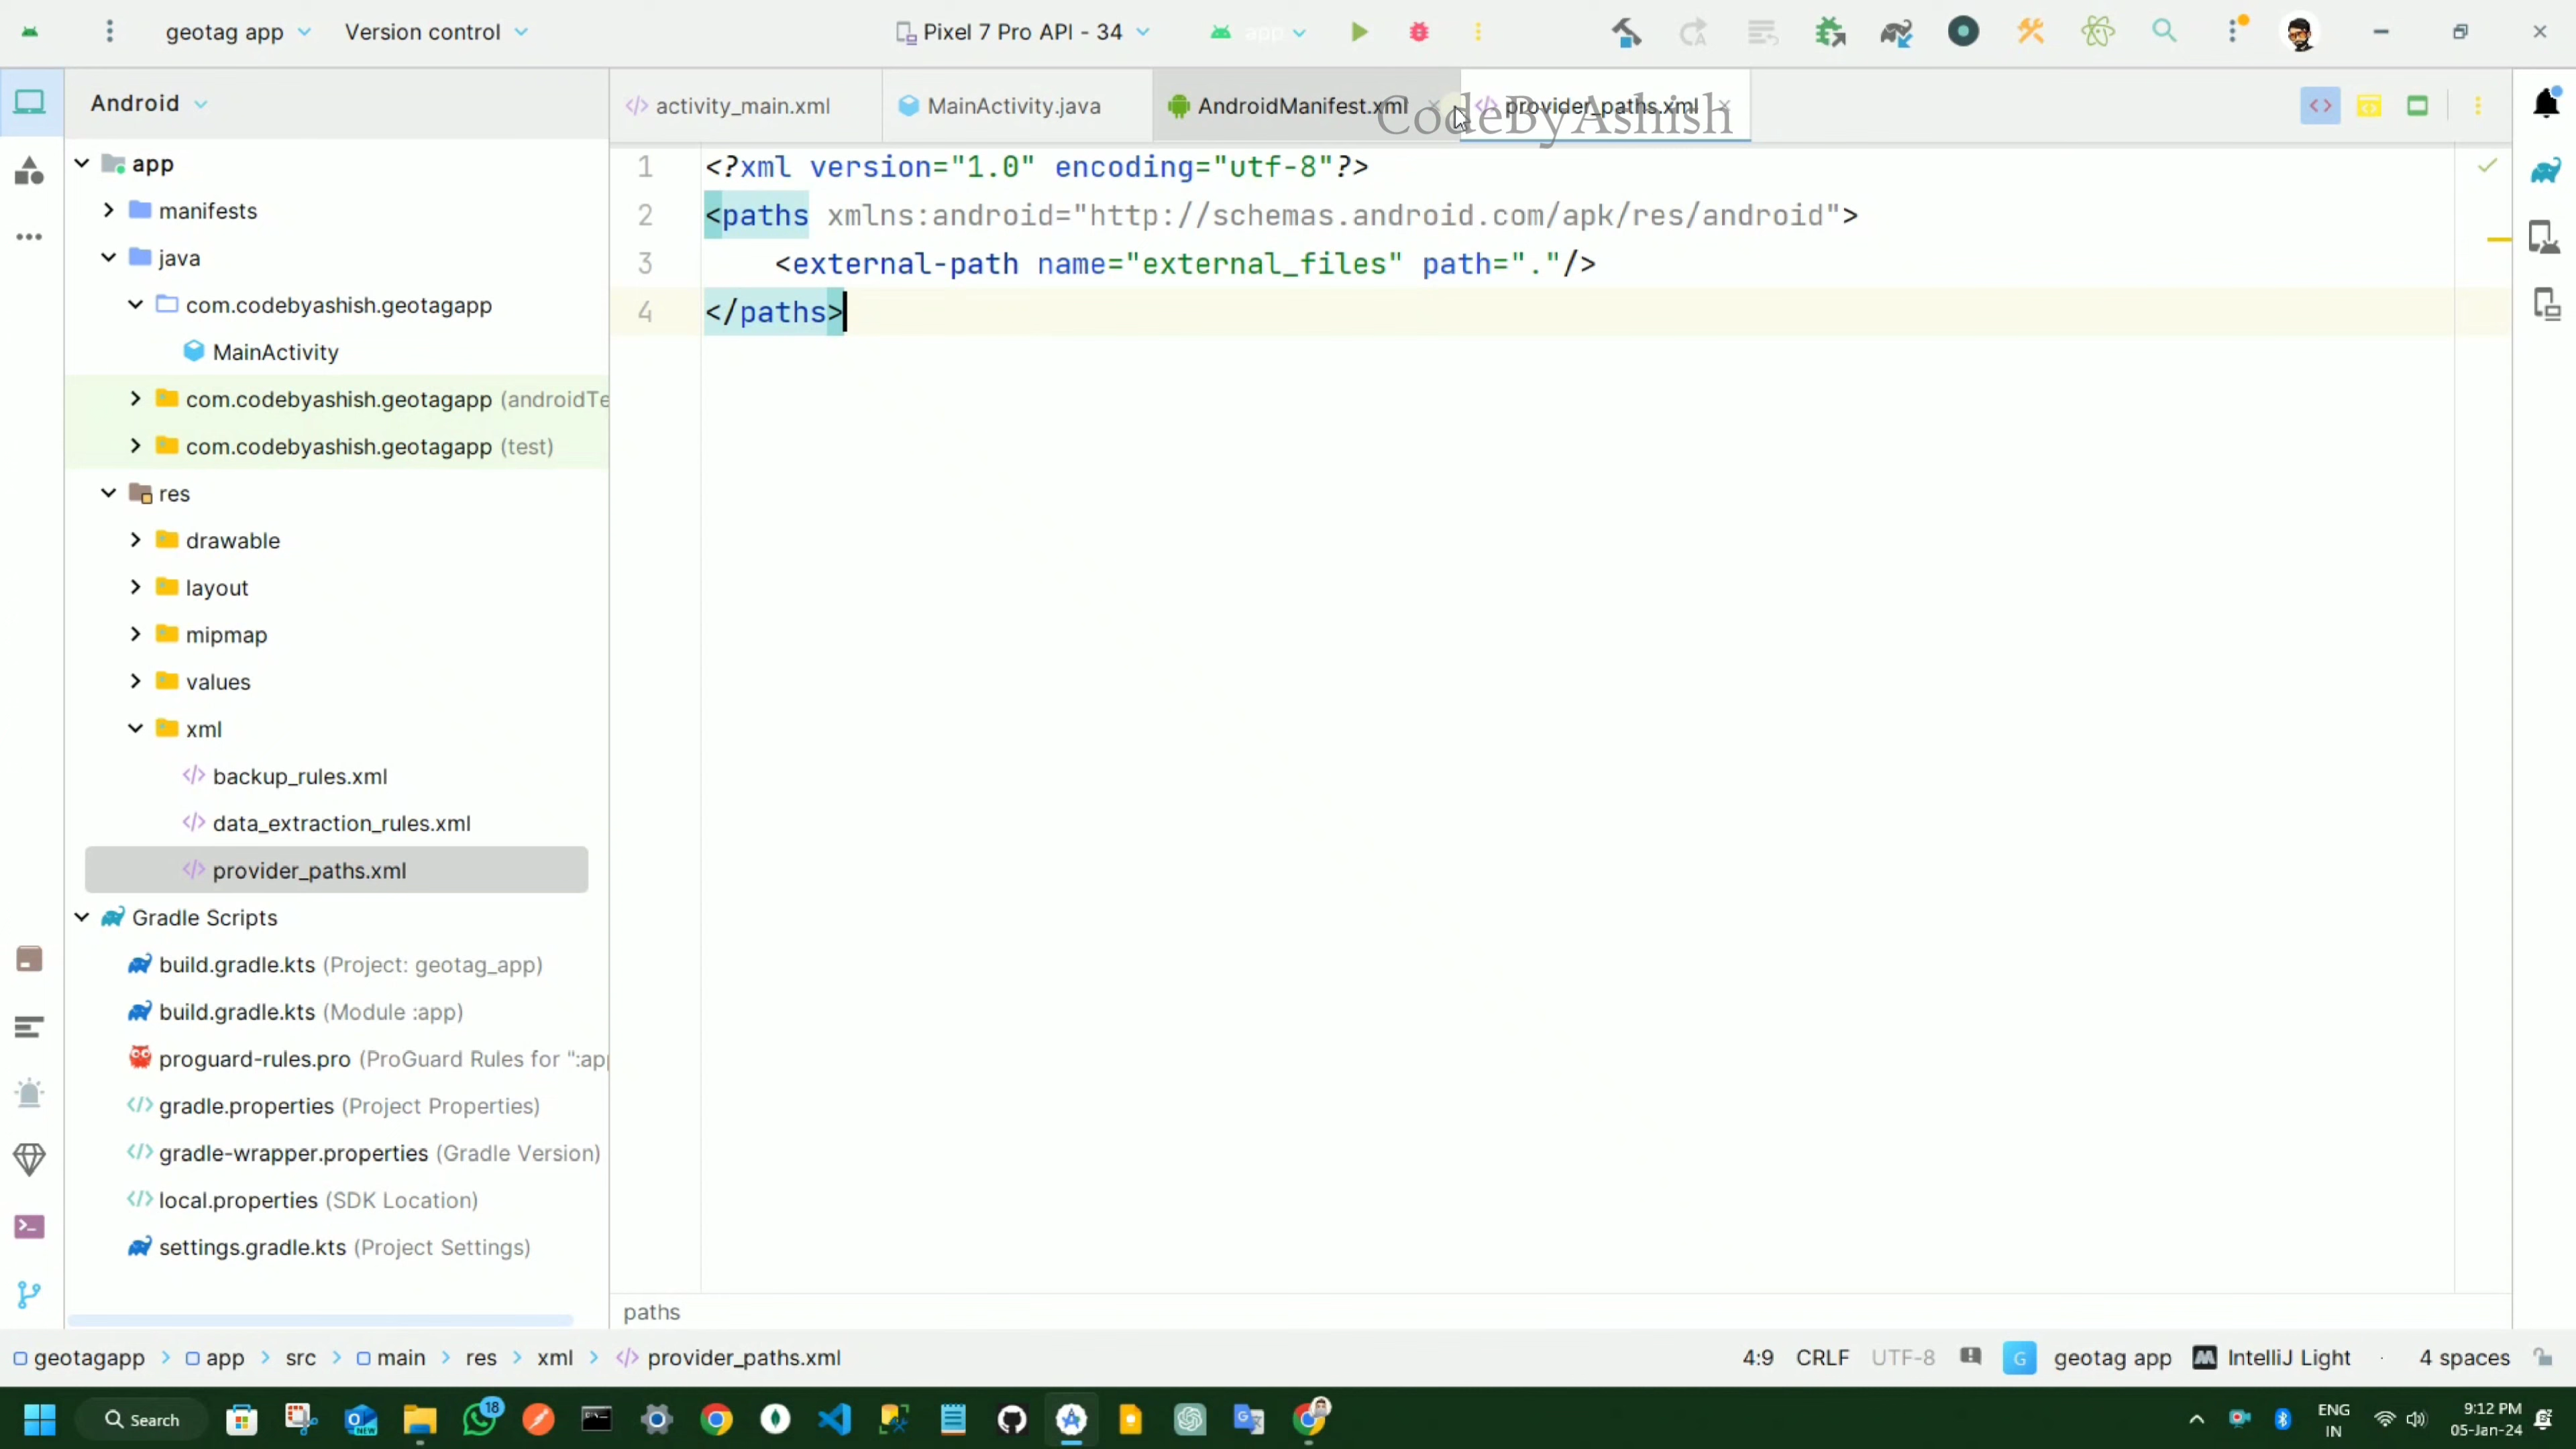 geotag app
Version control
Pixel 7 Pro API - 34
app
Android
activity_main.xml
MainActivity.java
AndroidManifest.xml
provider_paths.xml
CodeByAshish
app
manifests
java
com.codebyashish.geotagapp
MainActivity
com.codebyashish.geotagapp (androidTe
com.codebyashish.geotagapp (test)
res
drawable
layout
mipmap
values
xml
backup_rules.xml
data_extraction_rules.xml
provider_paths.xml
Gradle Scripts
build.gradle.kts (Project: geotag_app)
build.gradle.kts (Module :app)
proguard-rules.pro (ProGuard Rules for ":app
gradle.properties (Project Properties)
gradle-wrapper.properties (Gradle Version)
local.properties (SDK Location)
settings.gradle.kts (Project Settings)
1 <?xml version="1.0" encoding="utf-8"?>
2 <paths xmlns:android="http://schemas.android.com/apk/res/android">
3 <external-path name="external_files" path="."/>
4 </paths>
paths
geotagapp > app > src > main > res > xml > provider_paths.xml
4:9 CRLF UTF-8 G geotag app IntelliJ Light 4 spaces
Search
NEW
18
ENG
IN
9:12 PM
05-Jan-24